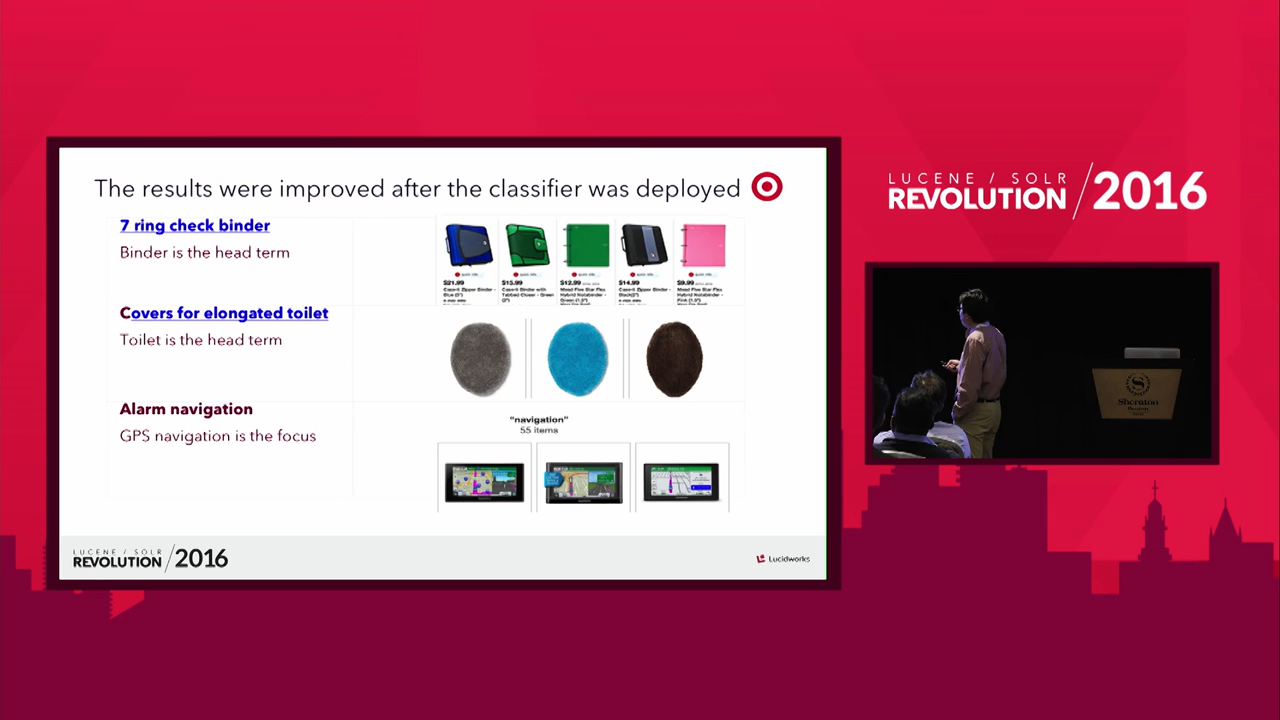 The results were improved after the classifier was deployed
7 ring check binder
Binder is the head term
$21.99
$15.99
$12.99
$14.99
$9.99
Covers for elongated toilet
Toilet is the head term
Alarm navigation
GPS navigation is the focus
"navigation"
55 items
LUCENE / SOLR
REVOLUTION / 2016
Lucidworks
LUCENE / SOLR
REVOLUTION / 2016
Sheraton